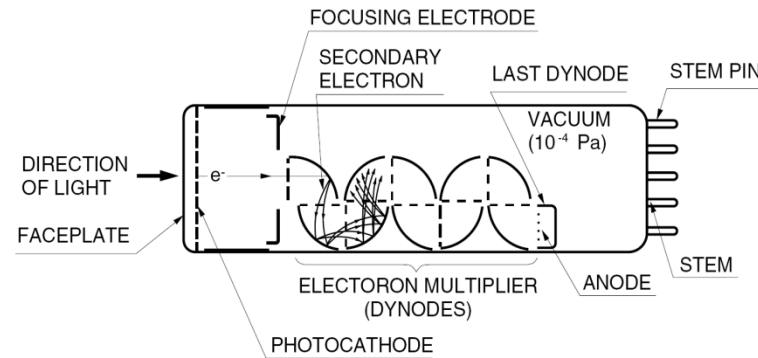 FOCUSING ELECTRODE
SECONDARY
ELECTRON
LAST DYNODE
STEM PIN
VACUUM
(10-4 Pa)
DIRECTION
OF LIGHT
e-
FACEPLATE
ELECTORON MULTIPLIER
(DYNODES)
ANODE
STEM
PHOTOCATHODE